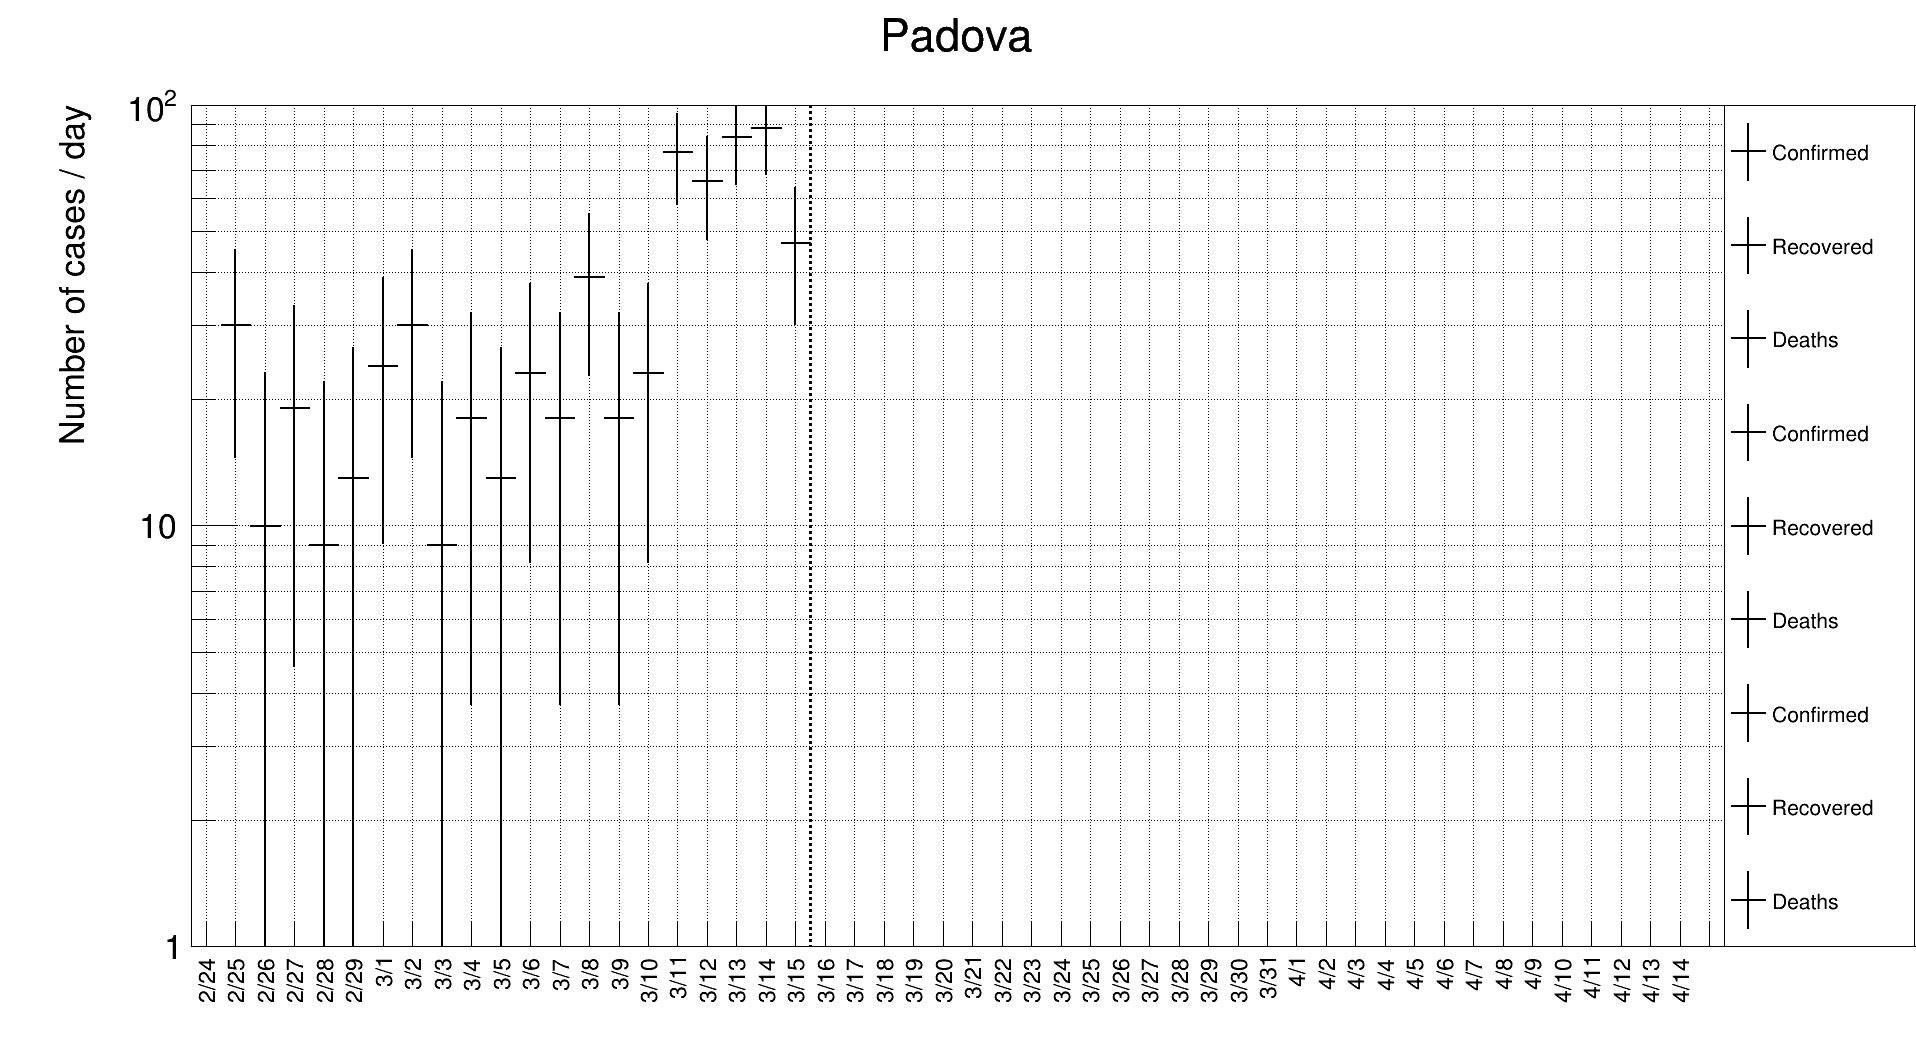 Padova
Number of cases / day
10²
10
1
2/24 2/25 2/26 2/27 2/28 2/29 3/1 3/2 3/3 3/4 3/5 3/6 3/7 3/8 3/9 3/10 3/11 3/12 3/13 3/14 3/15 3/16 3/17 3/18 3/19 3/20 3/21 3/22 3/23 3/24 3/25 3/26 3/27 3/28 3/29 3/30 3/31 4/1 4/2 4/3 4/4 4/5 4/6 4/7 4/8 4/9 4/10 4/11 4/12 4/13 4/14
Confirmed
Recovered
Deaths
Confirmed
Recovered
Deaths
Confirmed
Recovered
Deaths